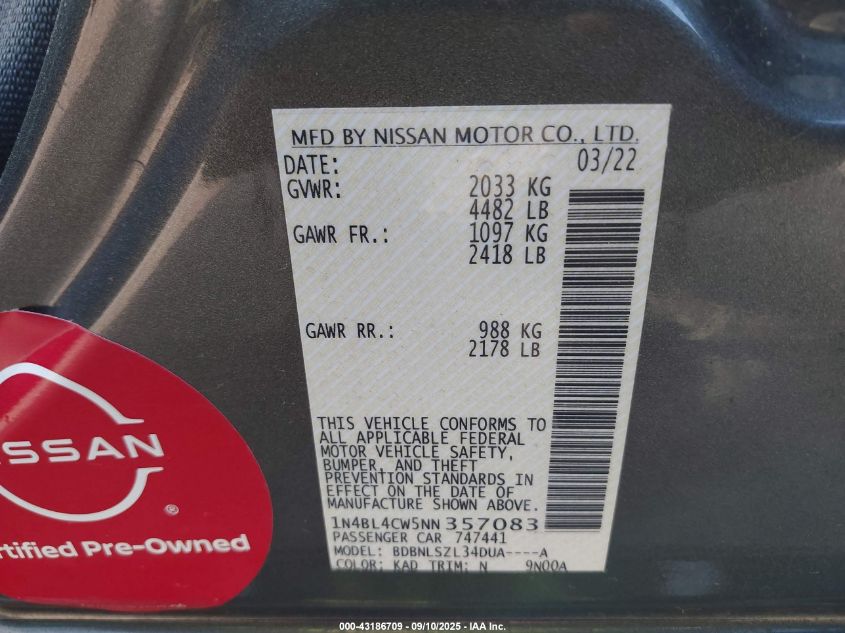 MFD BY NISSAN MOTOR CO., LTD.
DATE: 03/22
GVWR: 2033 KG
4482 LB
GAWR FR.: 1097 KG
2418 LB
GAWR RR.: 988 KG
2178 LB
THIS VEHICLE CONFORMS TO
ALL APPLICABLE FEDERAL
MOTOR VEHICLE SAFETY,
BUMPER, AND THEFT
PREVENTION STANDARDS IN
EFFECT ON THE DATE OF
MANUFACTURE SHOWN ABOVE.
1N4BL4CW5NN357083
PASSENGER CAR 747441
MODEL: BDBNLSZL34DUA----A
COLOR: KAD TRIM: N 9N00A
NISSAN
®
Certified Pre-Owned
000-43186709 - 09/10/2025 - IAA Inc.